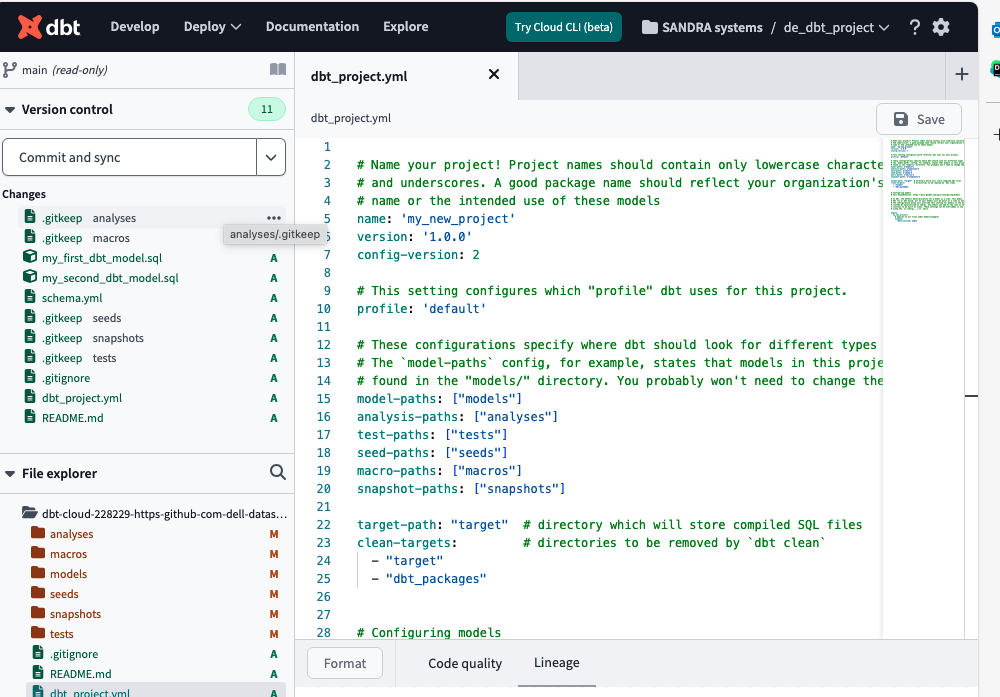 dbt Develop Deploy Documentation Explore Try Cloud CLI (beta) SANDRA systems / de_dbt_project ?
main (read-only)
dbt_project.yml
Version control 11
dbt_project.yml
Save
Commit and sync
Changes
.gitkeep analyses •••
analyses/.gitkeep
.gitkeep macros
my_first_dbt_model.sql A
my_second_dbt_model.sql A
schema.yml A
.gitkeep seeds A
.gitkeep snapshots A
.gitkeep tests A
.gitignore A
dbt_project.yml A
README.md A
File explorer
dbt-cloud-228229-https-github-com-dell-datas...
analyses M
macros M
models M
seeds M
snapshots M
tests M
.gitignore A
README.md A
dbt_project.yml A
1
2 # Name your project! Project names should contain only lowercase characte
3 # and underscores. A good package name should reflect your organization's
4 # name or the intended use of these models
5 name: 'my_new_project'
6 version: '1.0.0'
7 config-version: 2
8
9 # This setting configures which "profile" dbt uses for this project.
10 profile: 'default'
11
12 # These configurations specify where dbt should look for different types
13 # The `model-paths` config, for example, states that models in this proje
14 # found in the "models/" directory. You probably won't need to change the
15 model-paths: ["models"]
16 analysis-paths: ["analyses"]
17 test-paths: ["tests"]
18 seed-paths: ["seeds"]
19 macro-paths: ["macros"]
20 snapshot-paths: ["snapshots"]
21
22 target-path: "target" # directory which will store compiled SQL files
23 clean-targets: # directories to be removed by `dbt clean`
24 - "target"
25 - "dbt_packages"
26
27
28 # Configuring models
Format Code quality Lineage